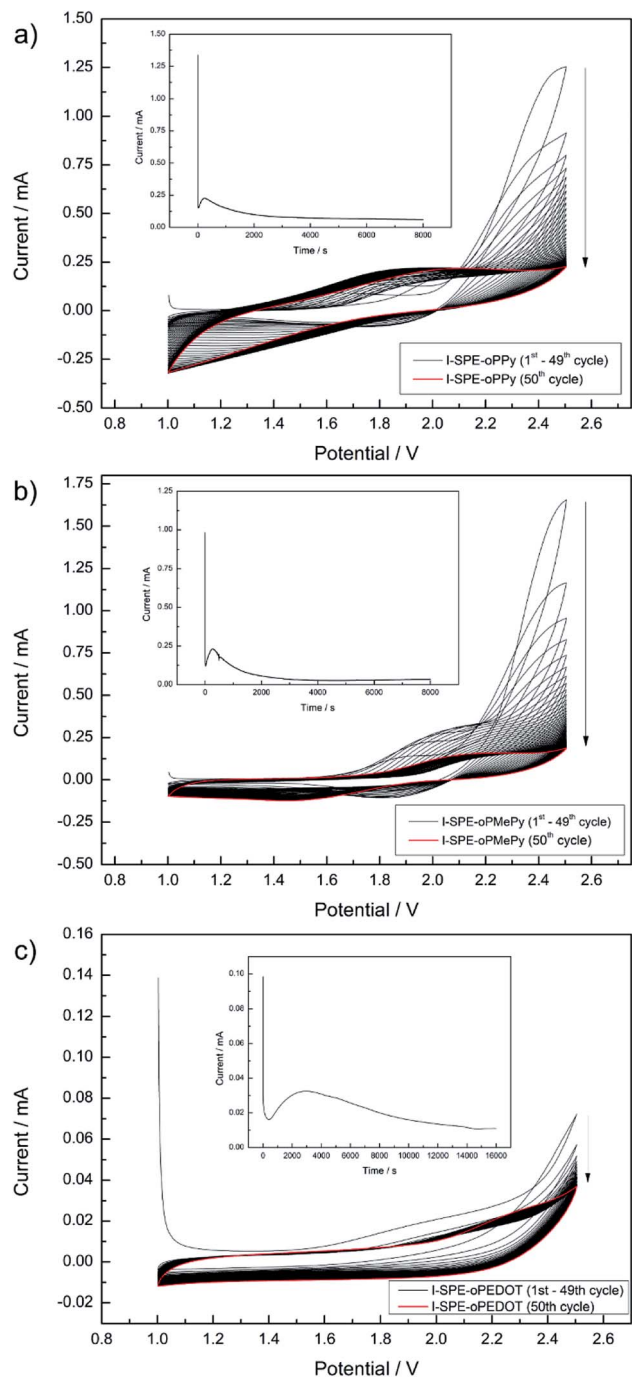 a)
1.50
1.25
1.00
0.75
0.50
0.25
0.00
-0.25
-0.50
Current / mA
0.8 1.0 1.2 1.4 1.6 1.8 2.0 2.2 2.4 2.6
Potential / V
1.50
1.25
1.00
0.75
0.50
0.25
0.00
Current / mA
0 2000 4000 6000 8000
Time / s
I-SPE-oPPy (1st - 49th cycle)
I-SPE-oPPy (50th cycle)
b)
1.75
1.50
1.25
1.00
0.75
0.50
0.25
0.00
-0.25
-0.50
Current / mA
0.8 1.0 1.2 1.4 1.6 1.8 2.0 2.2 2.4 2.6
Potential / V
1.25
1.00
0.75
0.50
0.25
0.00
Current / mA
0 2000 4000 6000 8000
Time / s
I-SPE-oPMePy (1st - 49th cycle)
I-SPE-oPMePy (50th cycle)
c)
0.16
0.14
0.12
0.10
0.08
0.06
0.04
0.02
0.00
-0.02
Current / mA
0.8 1.0 1.2 1.4 1.6 1.8 2.0 2.2 2.4 2.6
Potential / V
0.10
0.08
0.06
0.04
0.02
0.00
Current / mA
0 2000 4000 6000 8000 10000 12000 14000 16000
Time / s
I-SPE-oPEDOT (1st - 49th cycle)
I-SPE-oPEDOT (50th cycle)